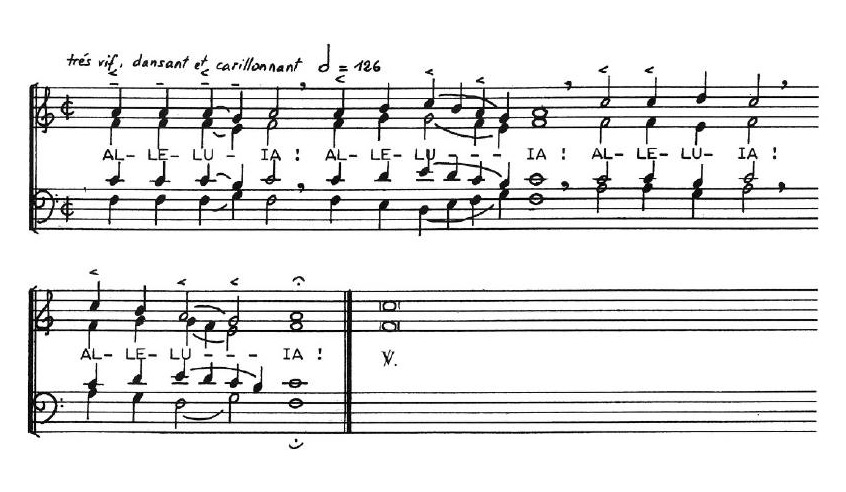 trés vif, dansant et carillonnant 𝅗𝅥 = 126
AL- LE- LU - IA ! AL- LE- LU - - - IA ! AL- LE- LU- IA !
AL- LE- LU - - - IA ! ℣.